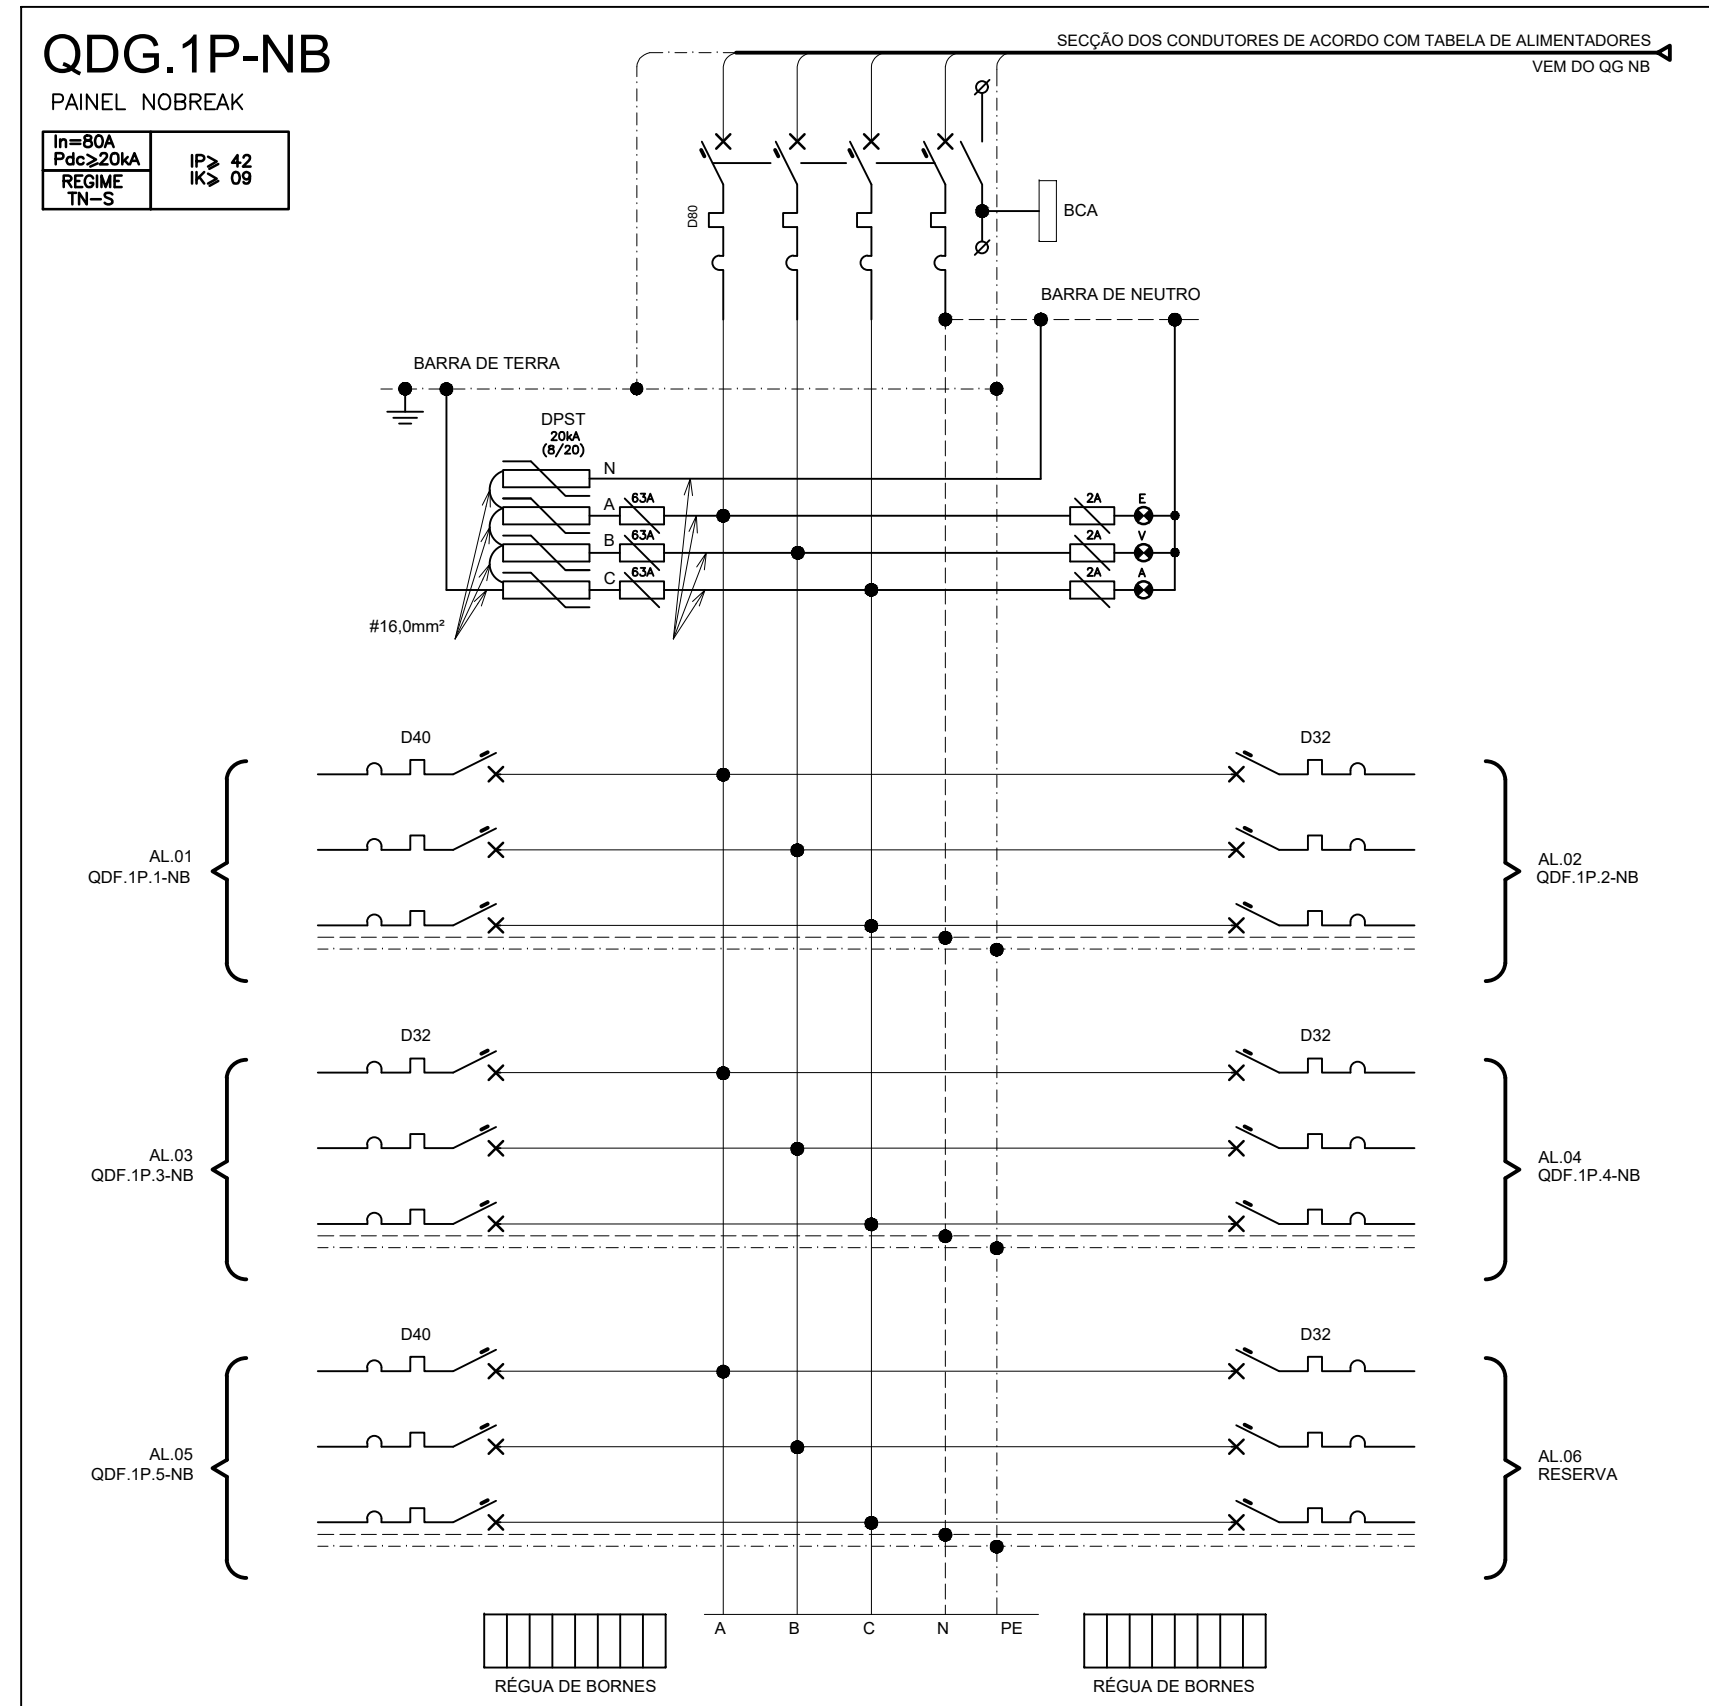 QDG.1P-NB
PAINEL NOBREAK
In=80A
Pdc≥20kA
REGIME
TN-S
IP≥ 42
IK≥ 09
SECÇÃO DOS CONDUTORES DE ACORDO COM TABELA DE ALIMENTADORES
VEM DO QG NB
D80
BCA
BARRA DE NEUTRO
BARRA DE TERRA
DPST
20kA
(8/20)
N
A 63A 2A E
B 63A 2A V
C 63A 2A A
#16,0mm²
D40
D32
AL.01
QDF.1P.1-NB
AL.02
QDF.1P.2-NB
D32
D32
AL.03
QDF.1P.3-NB
AL.04
QDF.1P.4-NB
D40
D32
AL.05
QDF.1P.5-NB
AL.06
RESERVA
A B C N PE
RÉGUA DE BORNES
RÉGUA DE BORNES